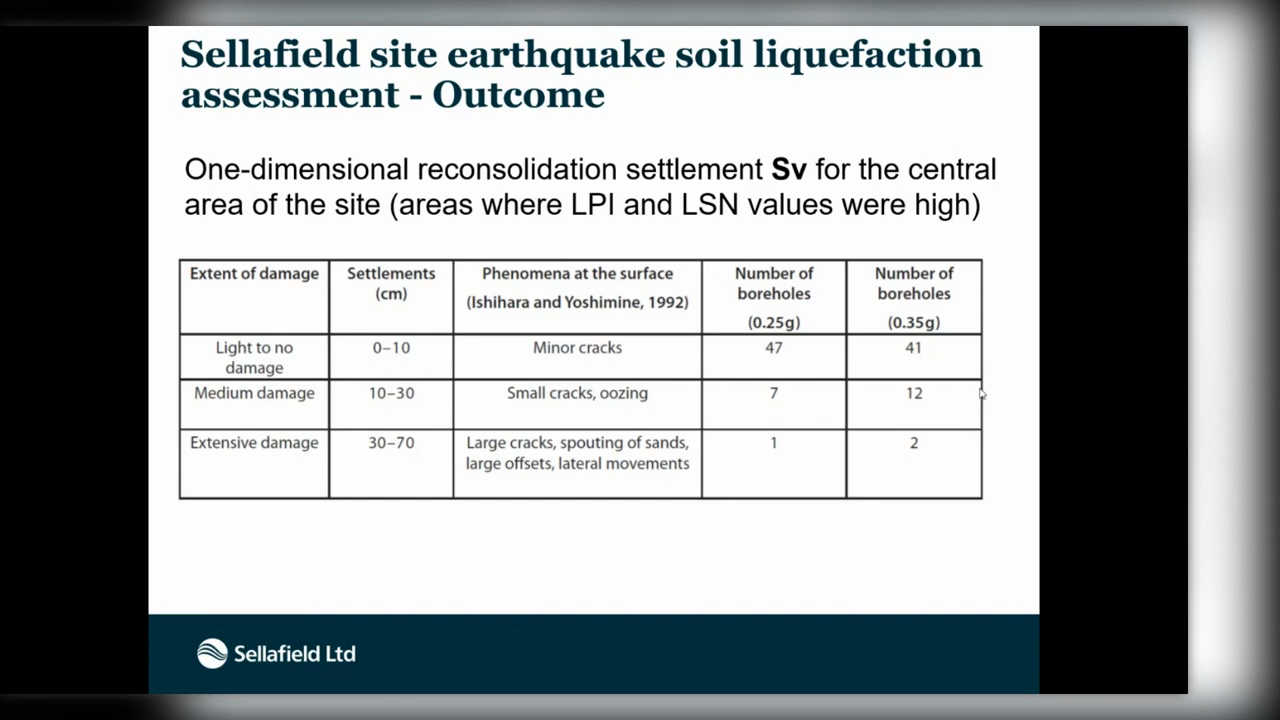 Sellafield site earthquake soil liquefaction
assessment - Outcome
One-dimensional reconsolidation settlement Sv for the central
area of the site (areas where LPI and LSN values were high)
Extent of damage
Settlements
(cm)
Phenomena at the surface
(Ishihara and Yoshimine, 1992)
Number of
boreholes
(0.25g)
Number of
boreholes
(0.35g)
Light to no
damage
0–10
Minor cracks
47
41
Medium damage
10–30
Small cracks, oozing
7
12
Extensive damage
30–70
Large cracks, spouting of sands,
large offsets, lateral movements
1
2
Sellafield Ltd